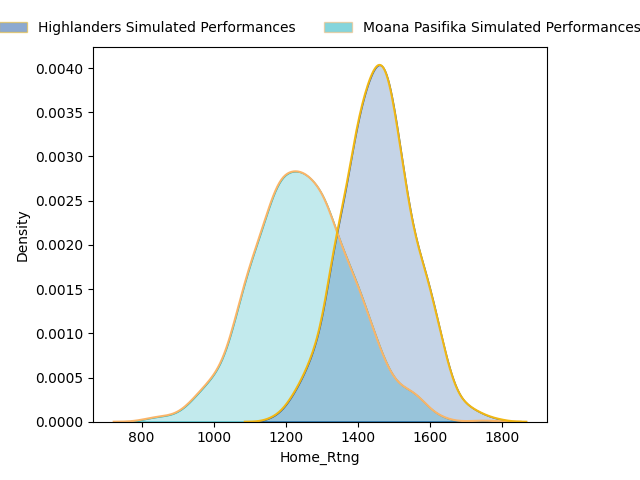 Highlanders Simulated Performances
Moana Pasifika Simulated Performances
0.0040
0.0035
0.0030
0.0025
0.0020
0.0015
0.0010
0.0005
0.0000
Density
800 1000 1200 1400 1600 1800
Home_Rtng